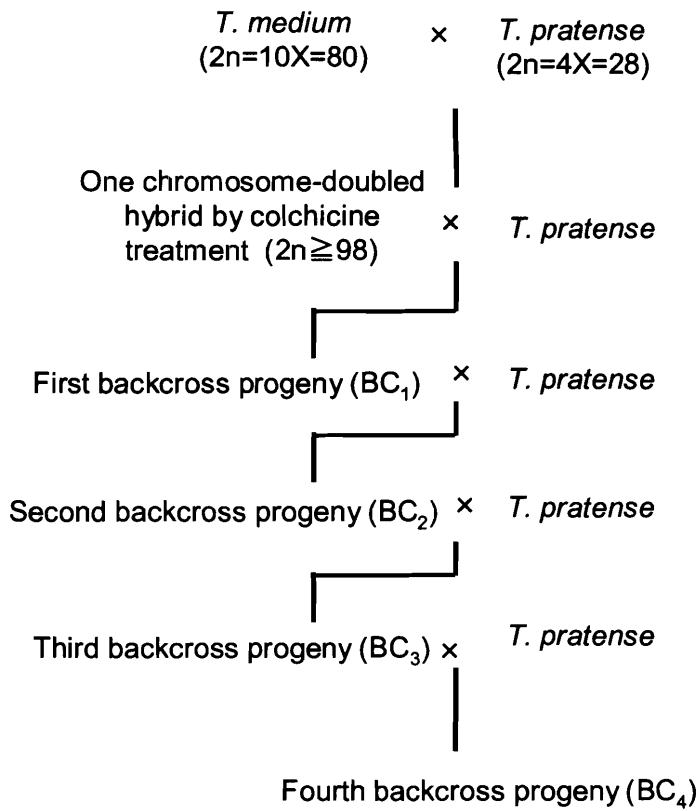 T. medium × T. pratense
(2n=10X=80) (2n=4X=28)
One chromosome-doubled
hybrid by colchicine × T. pratense
treatment (2n≧98)
First backcross progeny (BC₁) × T. pratense
Second backcross progeny (BC₂) × T. pratense
Third backcross progeny (BC₃) × T. pratense
Fourth backcross progeny (BC₄)